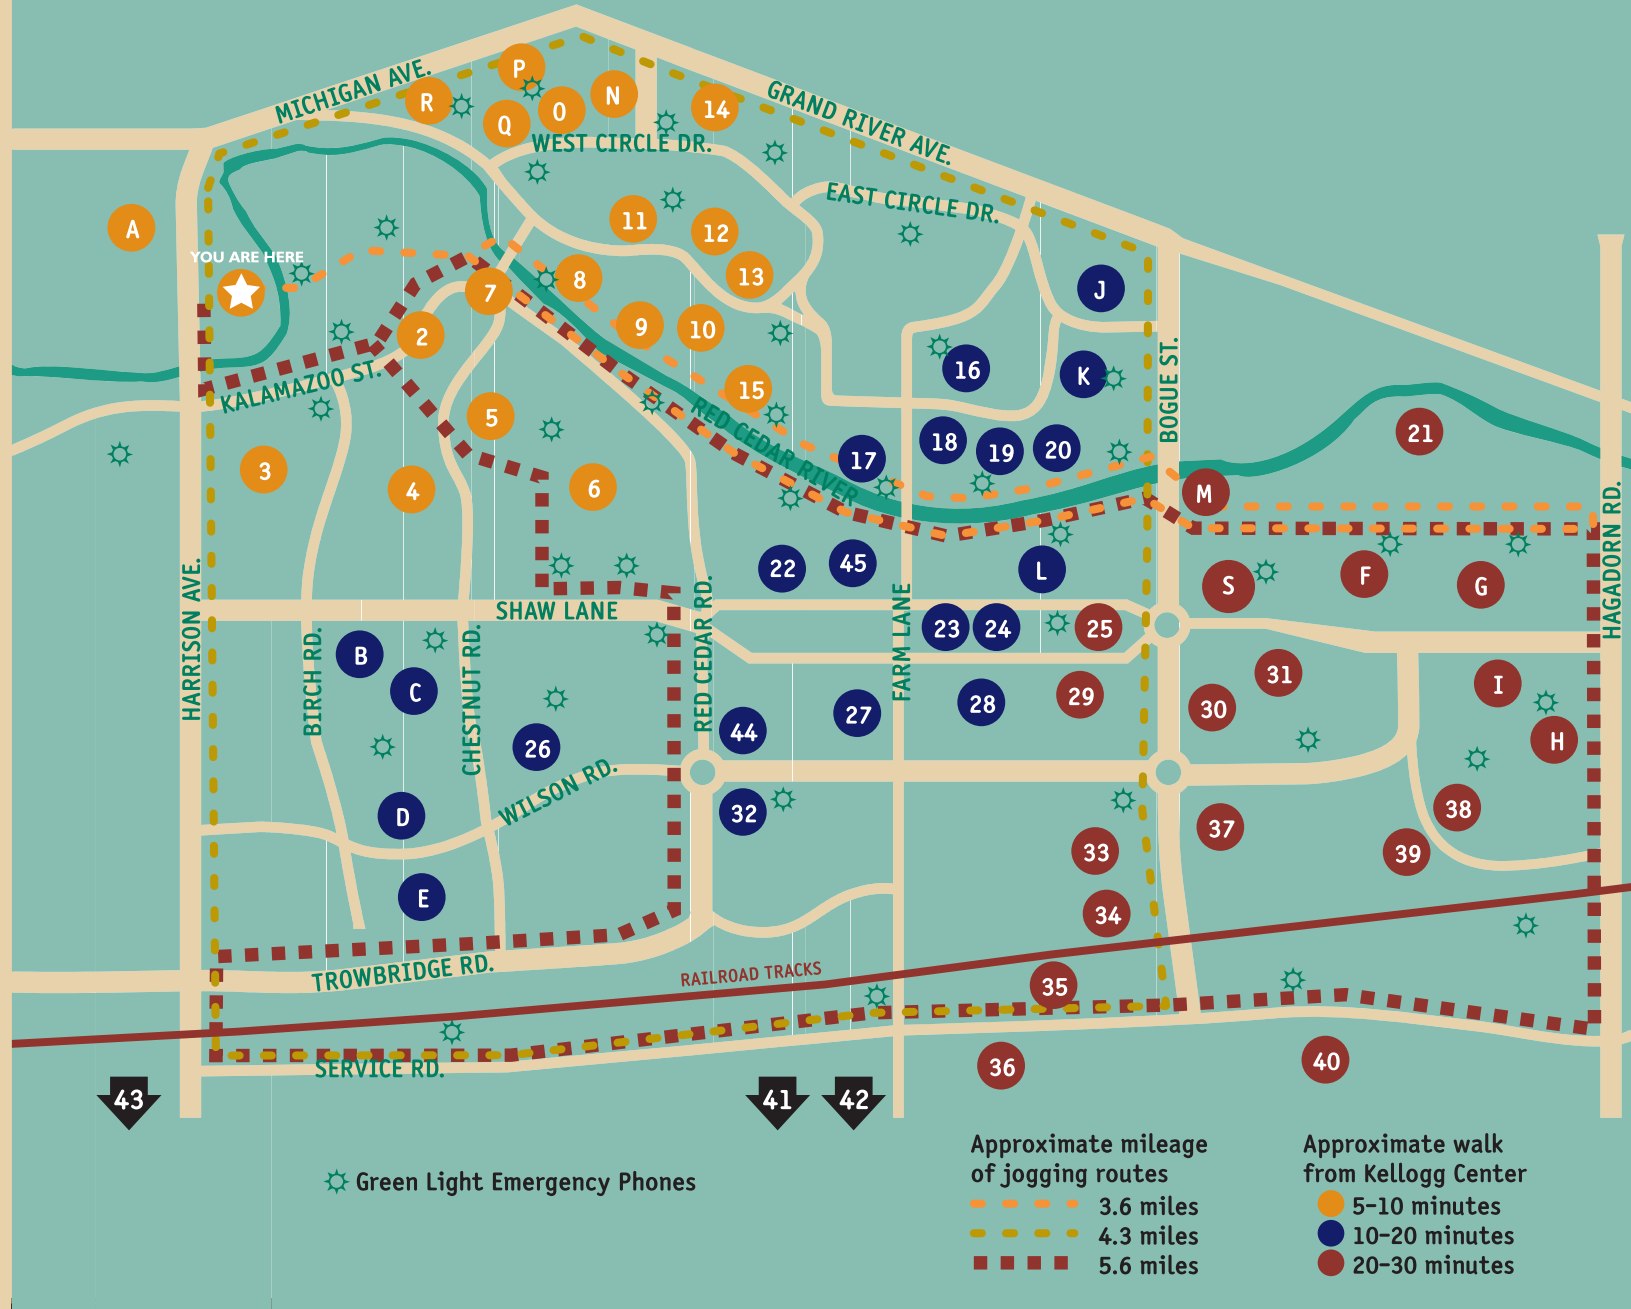 MICHIGAN AVE.
P
R
Q
O
N
14
GRAND RIVER AVE.
WEST CIRCLE DR.
EAST CIRCLE DR.
A
11
12
13
YOU ARE HERE
7
8
9
10
J
2
KALAMAZOO ST.
16
K
BOGUE ST.
15
RED CEDAR RIVER
5
3
4
6
17
18
19
20
21
M
HARRISON AVE.
22
45
L
S
F
G
HAGADORN RD.
SHAW LANE
RED CEDAR RD.
FARM LANE
23
24
25
BIRCH RD.
B
C
CHESTNUT RD.
26
44
27
28
29
30
31
I
H
WILSON RD.
D
32
33
37
38
39
E
34
TROWBRIDGE RD.
RAILROAD TRACKS
35
SERVICE RD.
36
40
43
41
42
Green Light Emergency Phones
Approximate mileage
of jogging routes
3.6 miles
4.3 miles
5.6 miles
Approximate walk
from Kellogg Center
5–10 minutes
10–20 minutes
20–30 minutes